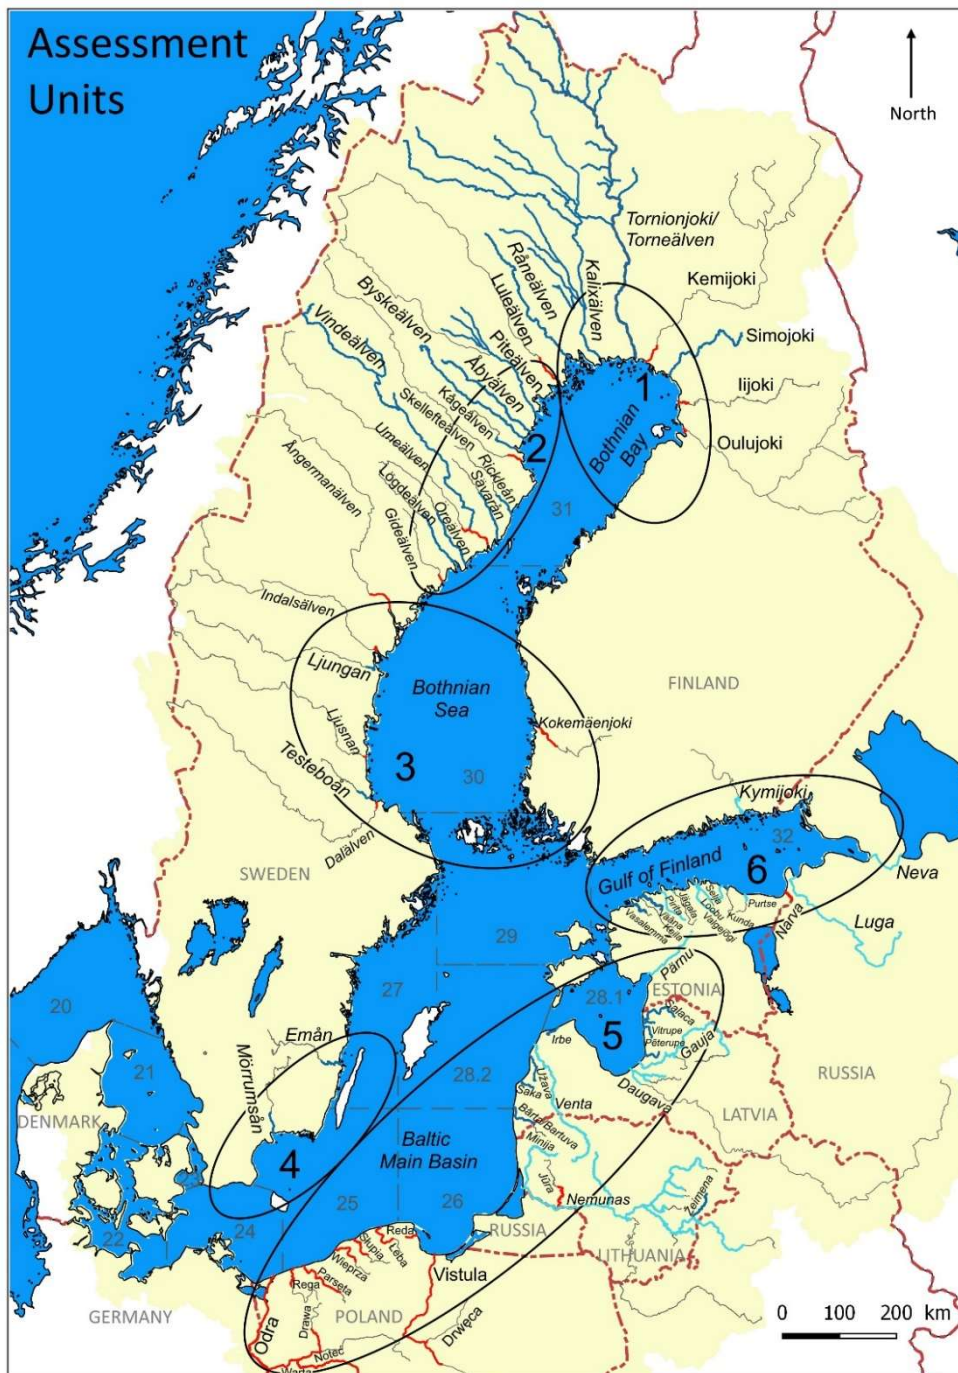 Assessment
Units
North
Tornionjoki/
Torneälven
Kalixälven
Råneälven
Luleälven
Piteälven
Kemijoki
Simojoki
Iijoki
Oulujoki
Byskeälven
Vindeälven
Åbyälven
Kågeälven
Skellefteälven
Rickleån
Sävarån
Umeälven
Öreälven
Lögdeälven
Gideälven
Ångermanälven
1
Bothnian
Bay
2
31
Indalsälven
Ljungan
Ljusnan
Testeboån
Dalälven
Bothnian
Sea
3
30
Kokemäenjoki
FINLAND
SWEDEN
Kymijoki
32
Gulf of Finland
6
Neva
Luga
Narva
Purtse
Kunda
Selja
Loobu
Valgejõgi
Jägala
Pirita
Vääna
Keila
Vasalemma
29
27
Pärnu
28.1
ESTONIA
5
Salaca
Vitrupe
Pēterupe
Gauja
Daugava
Irbe
20
21
Emån
Mörrumsån
28.2
Užava
Saka
Venta
LATVIA
RUSSIA
DENMARK
Bārta/Bartuva
Minija
Baltic
Main Basin
4
Jūra
Nemunas
Žeimena
23
25
26
24
22
RUSSIA
LITHUANIA
Reda
Łeba
Słupia
Wieprza
Parseta
Rega
Vistula
GERMANY
POLAND
Odra
Drawa
Drwęca
Notec
Warta
0 100 200 km